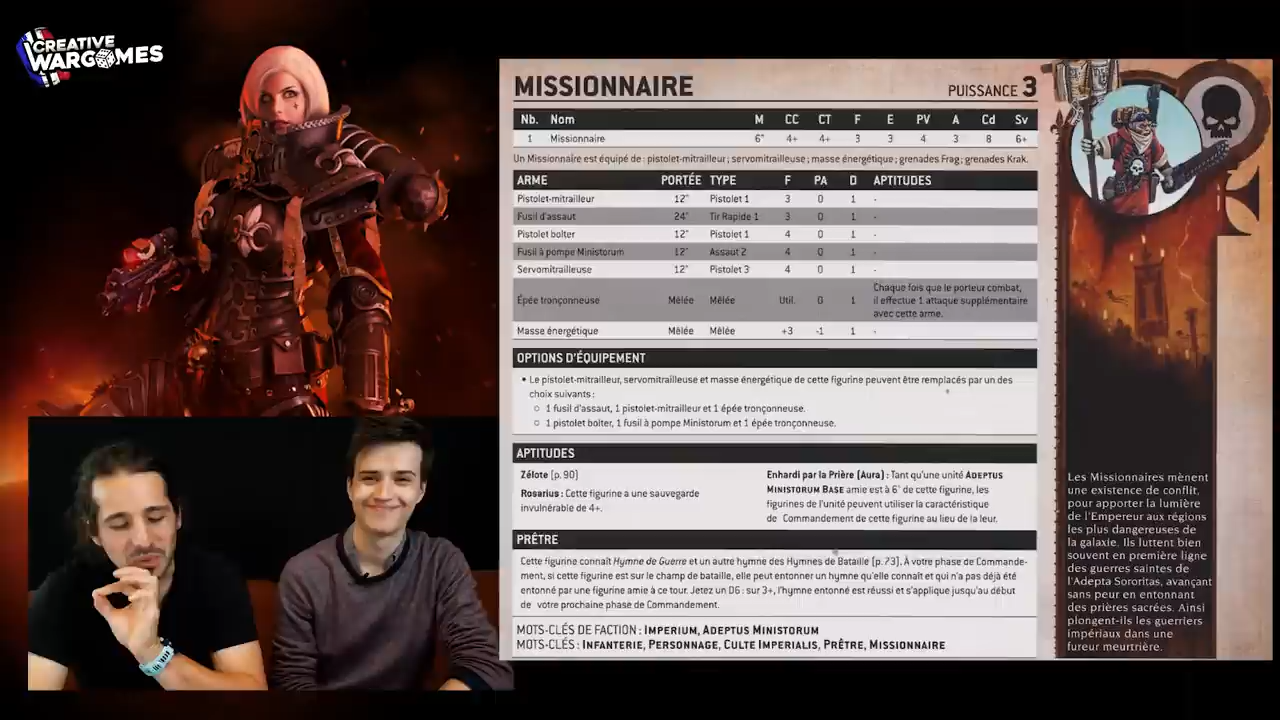 CREATIVE
WARGAMES
MISSIONNAIRE
PUISSANCE 3
Nb. Nom M CC CT F E PV A Cd Sv
1 Missionnaire 6" 4+ 4+ 3 3 4 3 8 6+
Un Missionnaire est équipé de : pistolet-mitrailleur ; servomitrailleuse ; masse énergétique ; grenades Frag ; grenades Krak.
ARME PORTÉE TYPE F PA D APTITUDES
Pistolet-mitrailleur 12" Pistolet 1 3 0 1 -
Fusil d'assaut 24" Tir Rapide 1 3 0 1 -
Pistolet bolter 12" Pistolet 1 4 0 1 -
Fusil à pompe Ministorum 12" Assaut 2 4 0 1 -
Servomitrailleuse 12" Pistolet 3 4 0 1 -
Épée tronçonneuse Mêlée Mêlée Util. 0 1 Chaque fois que le porteur combat,
il effectue 1 attaque supplémentaire
avec cette arme.
Masse énergétique Mêlée Mêlée +3 -1 1 -
OPTIONS D'ÉQUIPEMENT
• Le pistolet-mitrailleur, servomitrailleuse et masse énergétique de cette figurine peuvent être remplacés par un des
choix suivants :
○ 1 fusil d'assaut, 1 pistolet-mitrailleur et 1 épée tronçonneuse.
○ 1 pistolet bolter, 1 fusil à pompe Ministorum et 1 épée tronçonneuse.
APTITUDES
Zélote (p. 90)
Rosarius : Cette figurine a une sauvegarde
invulnérable de 4+.
Enhardi par la Prière (Aura) : Tant qu'une unité ADEPTUS
MINISTORUM BASE amie est à 6" de cette figurine, les
figurines de l'unité peuvent utiliser la caractéristique
de Commandement de cette figurine au lieu de la leur.
PRÊTRE
Cette figurine connaît Hymne de Guerre et un autre hymne des Hymnes de Bataille (p. 73). À votre phase de Commande-
ment, si cette figurine est sur le champ de bataille, elle peut entonner un hymne qu'elle connaît et qui n'a pas déjà été
entonné par une figurine amie à ce tour. Jetez un D6 : sur 3+, l'hymne entonné est réussi et s'applique jusqu'au début
de votre prochaine phase de Commandement.
MOTS-CLÉS DE FACTION : IMPERIUM, ADEPTUS MINISTORUM
MOTS-CLÉS : INFANTERIE, PERSONNAGE, CULTE IMPERIALIS, PRÊTRE, MISSIONNAIRE
Les Missionnaires mènent
une existence de conflit,
pour apporter la lumière
de l'Empereur aux régions
les plus dangereuses de
la galaxie. Ils luttent bien
souvent en première ligne
des guerres saintes de
l'Adepta Sororitas, avançant
sans peur en entonnant
des prières sacrées. Ainsi
plongent-ils les guerriers
impériaux dans une
fureur meurtrière.